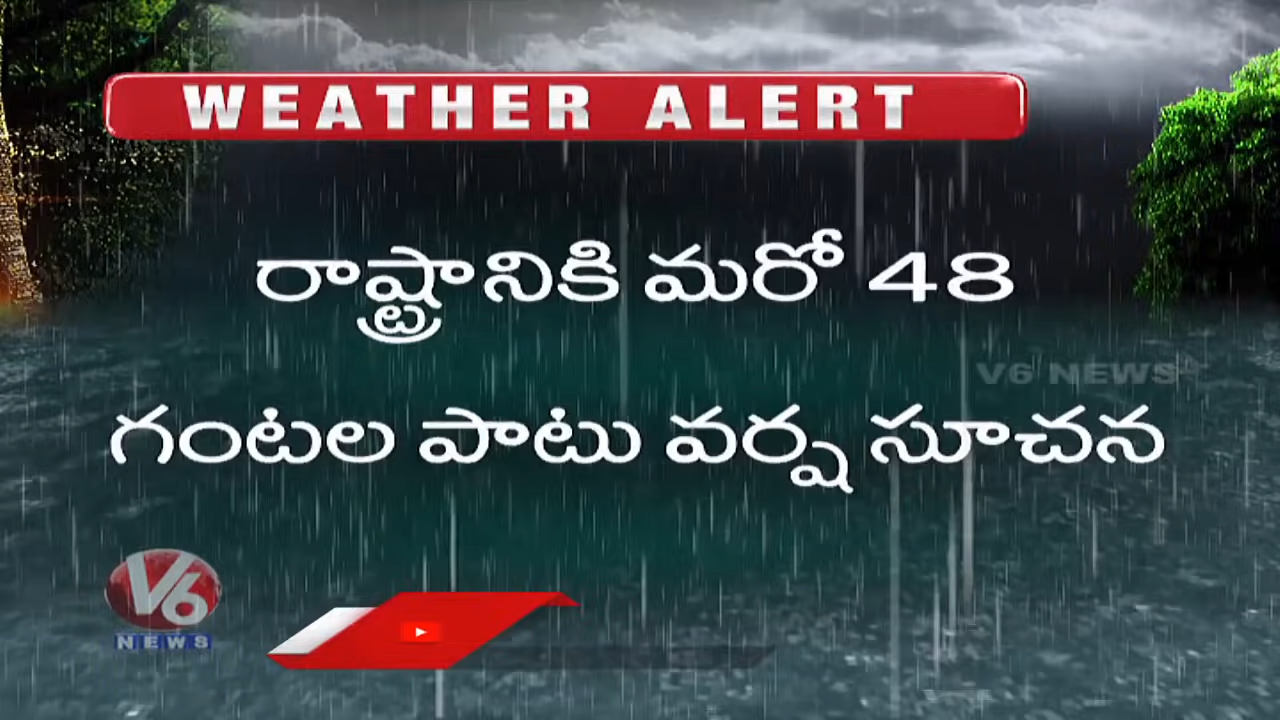 WEATHER ALERT
రాష్ట్రానికి మరో 48
V6 NEWS
గంటల పాటు వర్ష సూచన
V6
NEWS